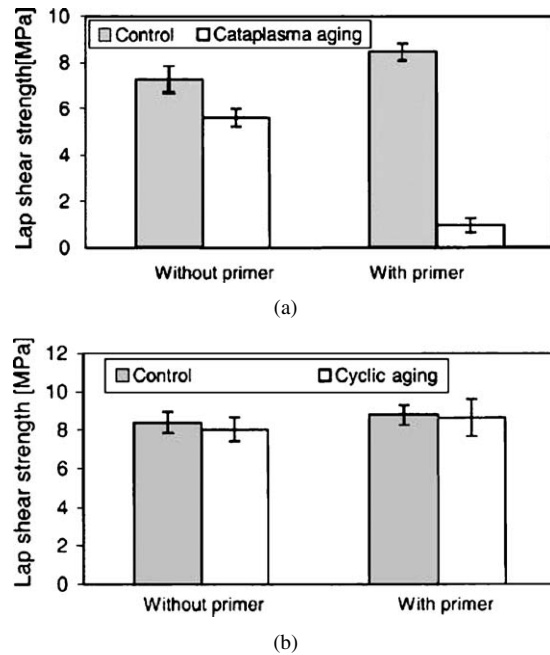 Lap shear strength[MPa]
10
8
6
4
2
0
Control
Cataplasma aging
Without primer
With primer
(a)
Lap shear strength [MPa]
12
10
8
6
4
2
0
Control
Cyclic aging
Without primer
With primer
(b)